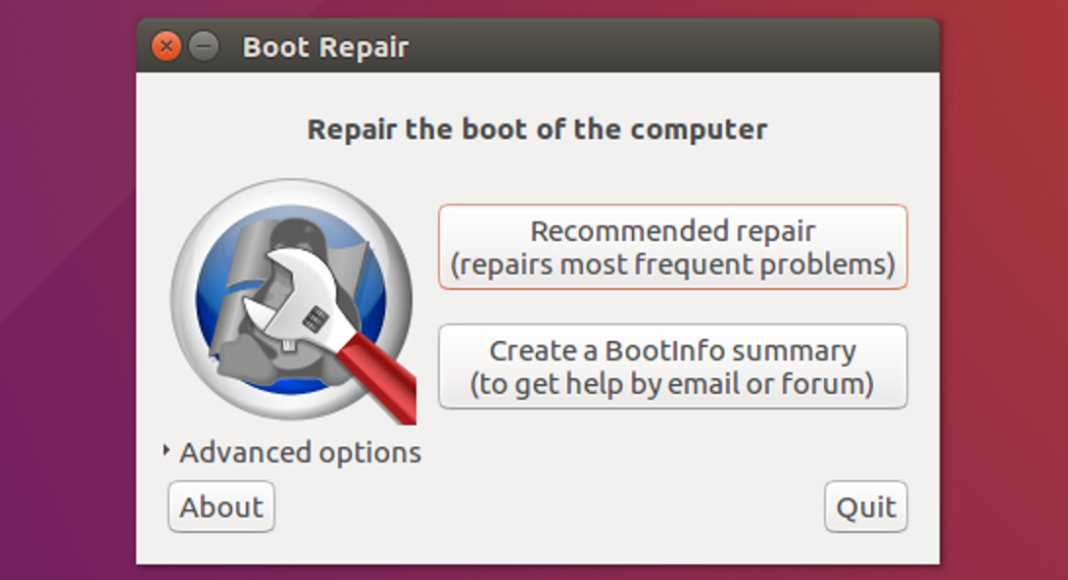 Boot Repair
Repair the boot of the computer
Recommended repair
(repairs most frequent problems)
Create a BootInfo summary
(to get help by email or forum)
Advanced options
About
Quit